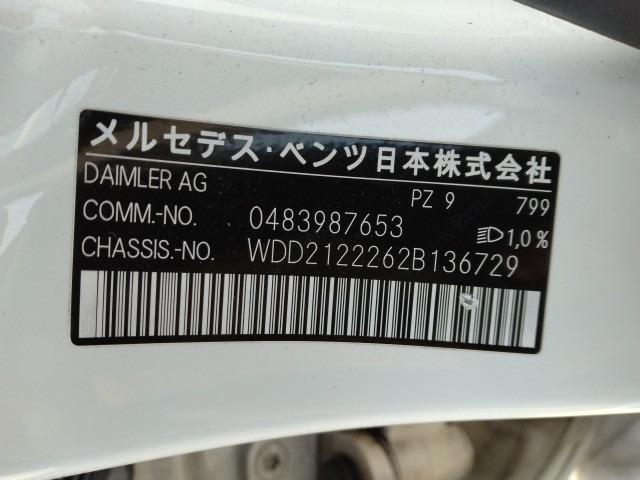 メルセデス・ベンツ日本株式会社
DAIMLER AG PZ 9 799
COMM.-NO. 0483987653 1,0%
CHASSIS.-NO. WDD2122262B136729